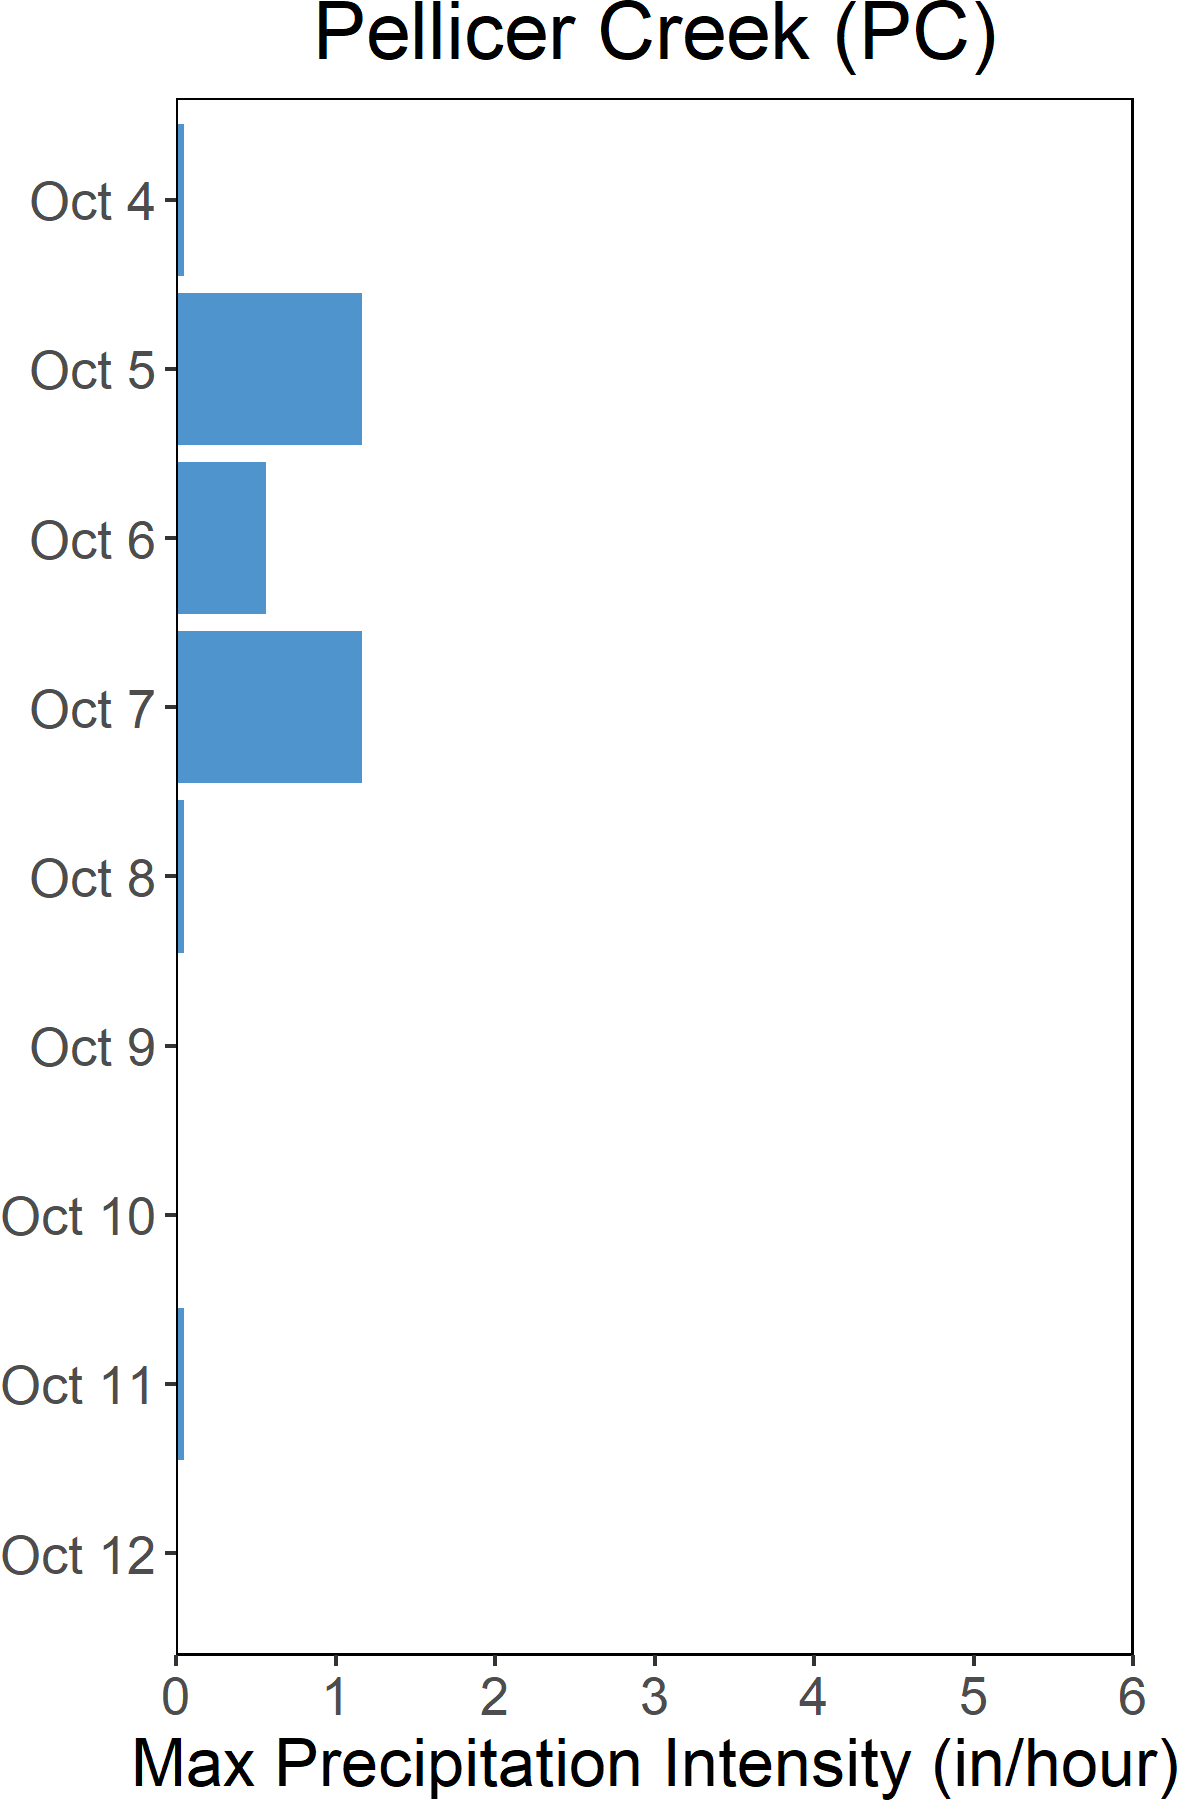 Pellicer Creek (PC)
Oct 4
Oct 5
Oct 6
Oct 7
Oct 8
Oct 9
Oct 10
Oct 11
Oct 12
0 1 2 3 4 5 6
Max Precipitation Intensity (in/hour)